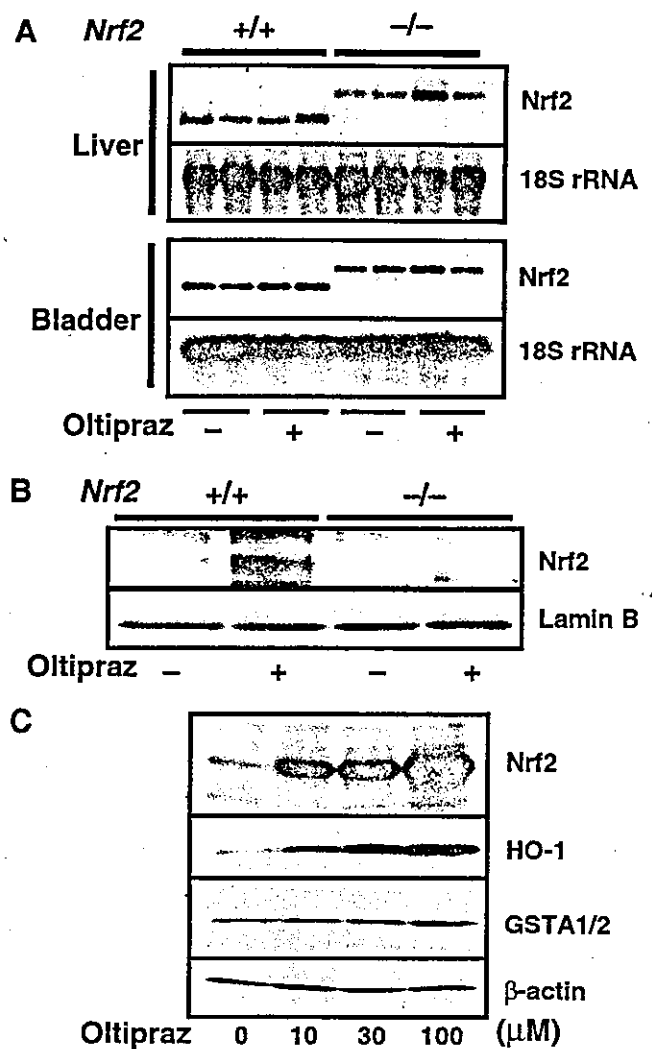 A Nrf2 +/+ –/–
Liver
Nrf2
18S rRNA
Bladder
Nrf2
18S rRNA
Oltipraz – + – +
B Nrf2 +/+ –/–
Nrf2
Lamin B
Oltipraz – + – +
C
Nrf2
HO-1
GSTA1/2
β-actin
Oltipraz 0 10 30 100 (μM)